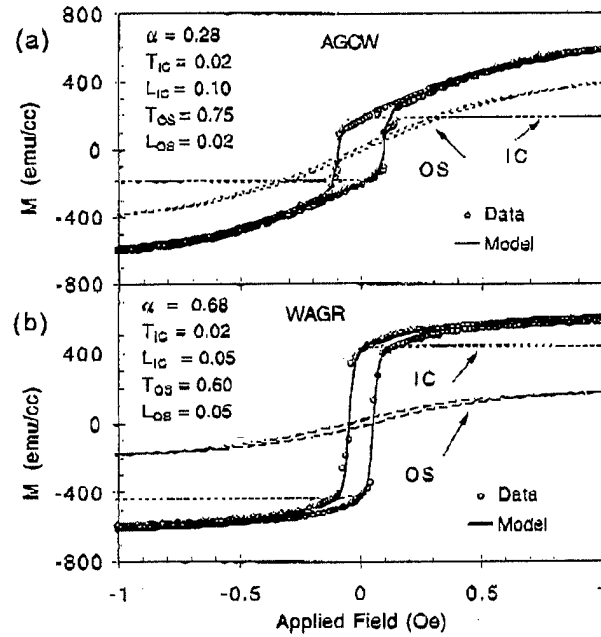 (a)
α = 0.28
AGCW
T_IC = 0.02
L_IC = 0.10
T_OS = 0.75
L_OS = 0.02
OS
IC
Data
Model
M (emu/cc)
800
400
0
-400
800
(b)
α = 0.68
WAGR
T_IC = 0.02
L_IC = 0.05
T_OS = 0.60
L_OS = 0.05
IC
OS
Data
Model
M (emu/cc)
400
0
-400
-800
-1
-0.5
0
0.5
1
Applied Field (Oe)